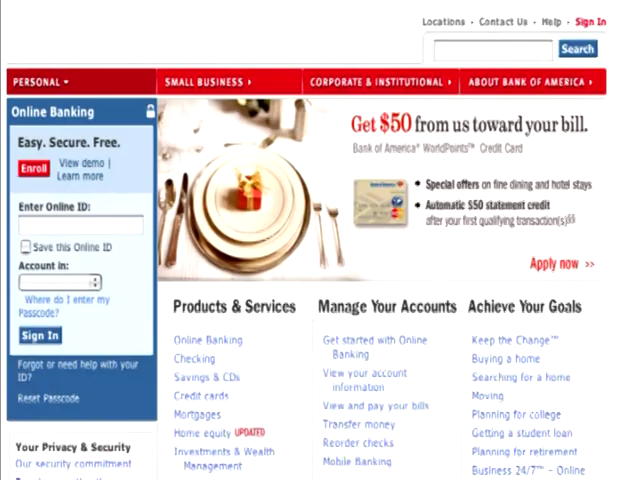 Locations · Contact Us · Help · Sign In
Search
PERSONAL
SMALL BUSINESS
CORPORATE & INSTITUTIONAL
ABOUT BANK OF AMERICA
Online Banking
Easy. Secure. Free.
Enroll
View demo |
Learn more
Enter Online ID:
Save this Online ID
Account in:
Where do I enter my
Passcode?
Sign In
Forgot or need help with your
ID?
Reset Passcode
Your Privacy & Security
Our security commitment
Get $50 from us toward your bill.
Bank of America® WorldPoints™ Credit Card
• Special offers on fine dining and hotel stays
• Automatic $50 statement credit
after your first qualifying transaction(s)§§
Apply now >>
Products & Services
Online Banking
Checking
Savings & CDs
Credit cards
Mortgages
Home equity UPDATED
Investments & Wealth
Management
Manage Your Accounts
Get started with Online
Banking
View your account
information
View and pay your bills
Transfer money
Reorder checks
Mobile Banking
Achieve Your Goals
Keep the Change™
Buying a home
Searching for a home
Moving
Planning for college
Getting a student loan
Planning for retirement
Business 24/7™ - Online